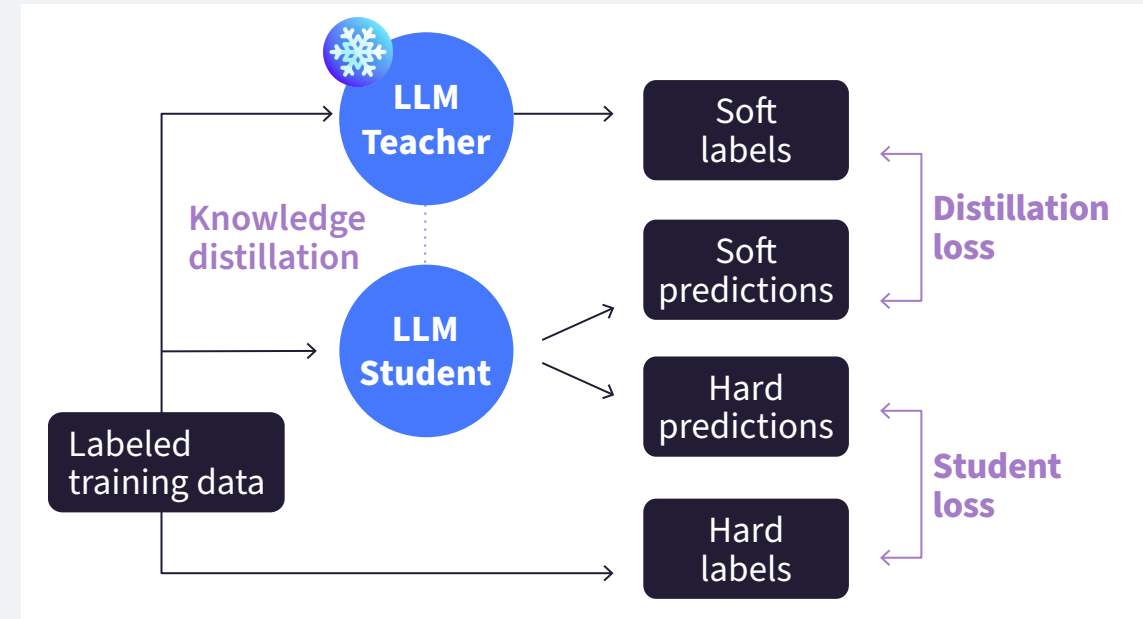 LLM
Teacher
Soft
labels
Knowledge
distillation
Distillation
loss
Soft
predictions
LLM
Student
Hard
predictions
Labeled
training data
Student
loss
Hard
labels